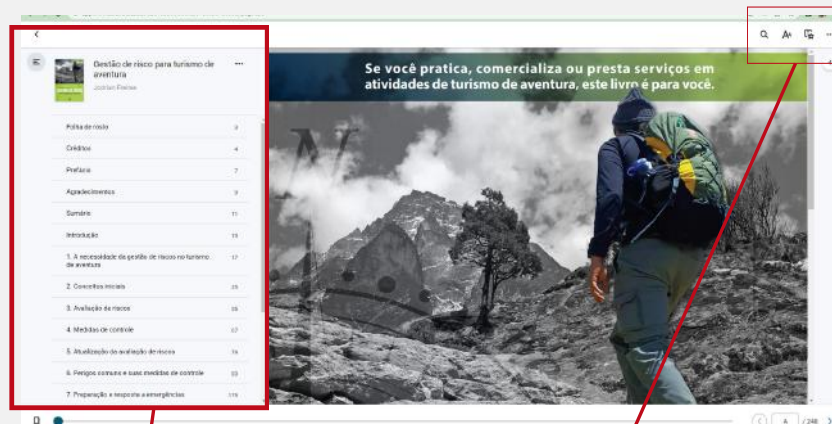 Gestão de risco para turismo de
aventura
Se você pratica, comercializa ou presta serviços em
atividades de turismo de aventura, este livro é para você.
Folha de rosto
Créditos 4
Prefácio 7
Agradecimentos 9
Sumário 11
Introdução 15
1. A necessidade da gestão de riscos no turismo 17
de aventura
2. Conceitos iniciais
3. Avaliação de riscos
4. Medidas de controle
5. Atualização da avaliação de riscos
6. Perigos comuns e suas medidas de controle
7. Preparação e resposta a emergências
/ 248